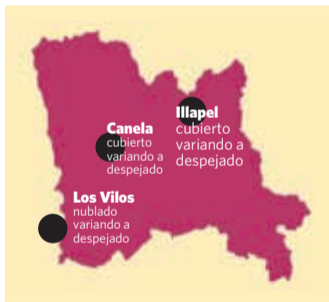 Illapel
cubierto
variando a
despejado
Canela
cubierto
variando a
despejado
Los Vilos
nublado
variando a
despejado